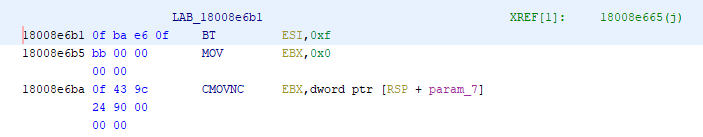 LAB_18008e6b1 XREF[1]: 18008e665(j)
18008e6b1 0f ba e6 0f BT ESI,0xf
18008e6b5 bb 00 00 MOV EBX,0x0
00 00
18008e6ba 0f 43 9c CMOVNC EBX,dword ptr [RSP + param_7]
24 90 00
00 00